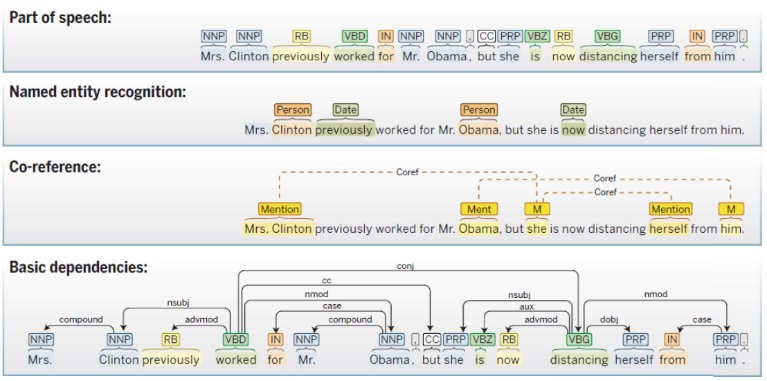 Part of speech:
NNP NNP RB VBD IN NNP NNP , CC PRP VBZ RB VBG PRP IN PRP .
Mrs. Clinton previously worked for Mr. Obama, but she is now distancing herself from him .
Named entity recognition:
Person Date Person Date
Mrs. Clinton previously worked for Mr. Obama, but she is now distancing herself from him.
Co-reference:
Coref
Coref
Coref
Mention Ment M Mention M
Mrs. Clinton previously worked for Mr. Obama, but she is now distancing herself from him.
Basic dependencies:
conj
cc
nsubj nmod nsubj nmod
case aux
compound advmod compound advmod dobj case
NNP NNP RB VBD IN NNP NNP , CC PRP VBZ RB VBG PRP IN PRP .
Mrs. Clinton previously worked for Mr. Obama, but she is now distancing herself from him .